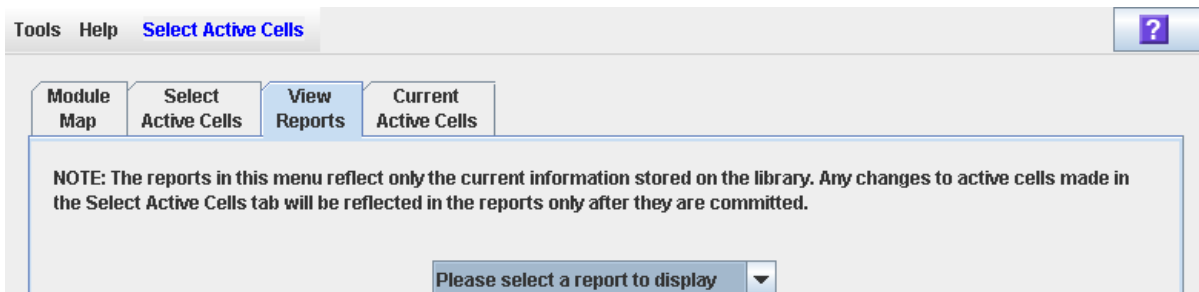 Tools Help Select Active Cells ?
Module Map
Select Active Cells
View Reports
Current Active Cells
NOTE: The reports in this menu reflect only the current information stored on the library. Any changes to active cells made in
the Select Active Cells tab will be reflected in the reports only after they are committed.
Please select a report to display